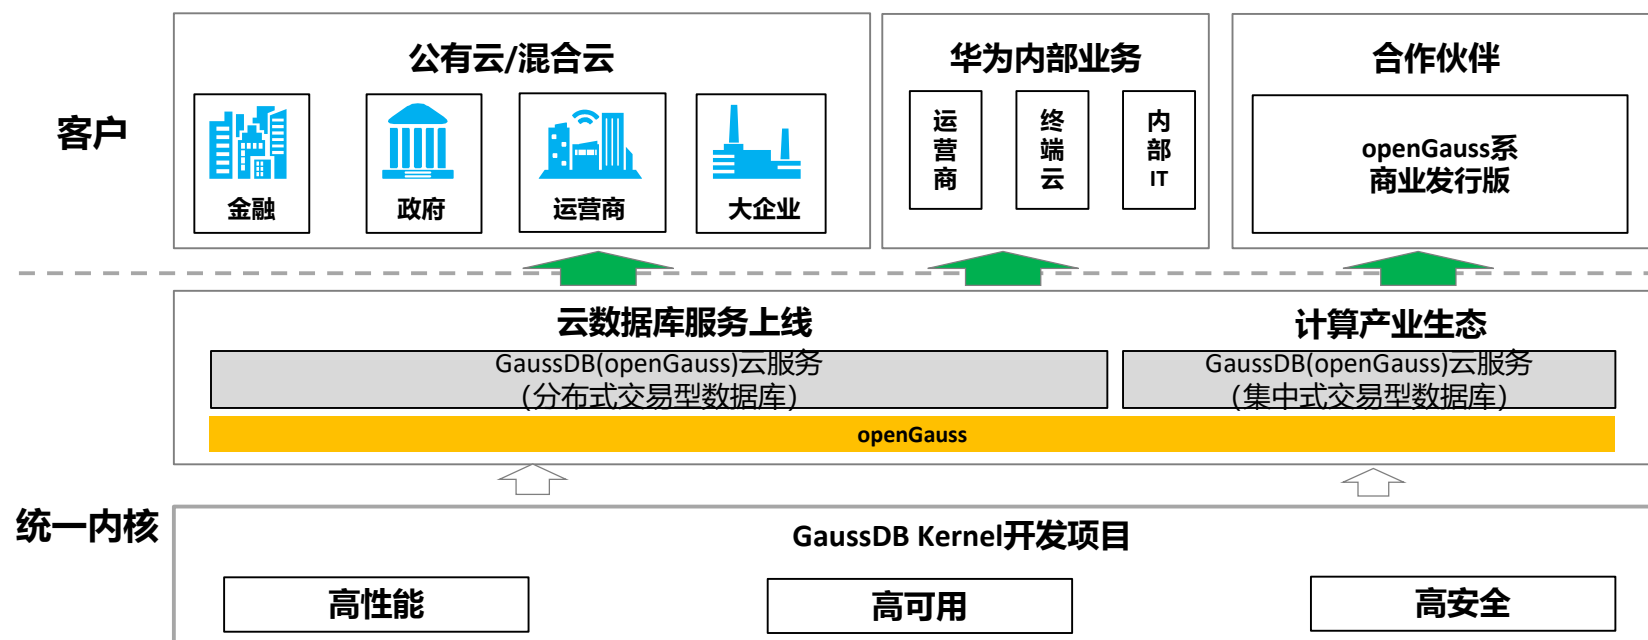 客户
公有云/混合云
金融
政府
运营商
大企业
华为内部业务
运营商
终端云
内部IT
合作伙伴
openGauss系
商业发行版
云数据库服务上线
计算产业生态
GaussDB(openGauss)云服务
（分布式交易型数据库）
GaussDB(openGauss)云服务
（集中式交易型数据库）
openGauss
统一内核
GaussDB Kernel开发项目
高性能
高可用
高安全